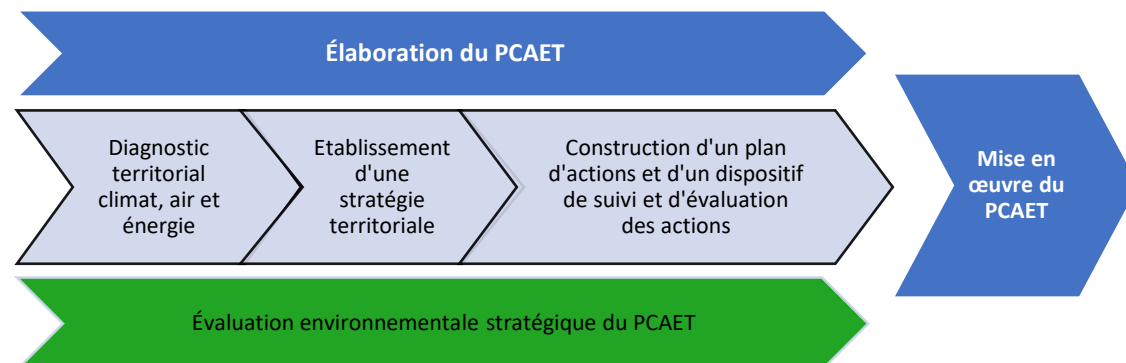 Élaboration du PCAET
Diagnostic
territorial
climat, air et
énergie
Etablissement
d'une
stratégie
territoriale
Construction d'un plan
d'actions et d'un dispositif
de suivi et d'évaluation
des actions
Mise en
œuvre du
PCAET
Évaluation environnementale stratégique du PCAET